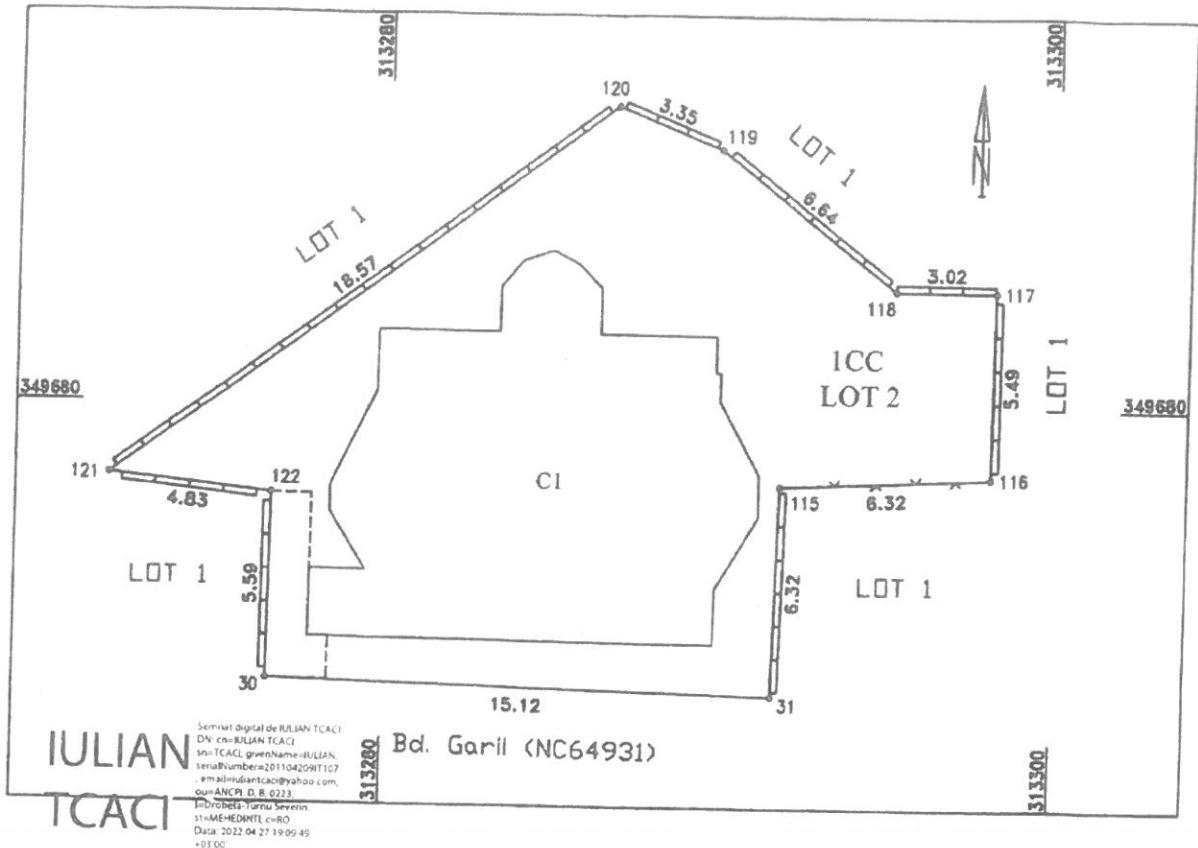 313280
313300
120
3.35
119
LOT 1
N
6.64
LOT 1
18.57
3.02
118
117
1CC
LOT 2
5.49
LOT 1
349680
349680
121
4.83
122
C1
115
6.32
116
LOT 1
5.59
6.32
LOT 1
30
15.12
31
Bd. Garii (NC64931)
313280
313300
IULIAN
TCACI
Semnat digital de IULIAN TCACI
DN: cn=IULIAN TCACI,
sn=TCACI, givenName=IULIAN,
serialNumber=201104209IT107
, email=iuliantcaci@yahoo.com,
ou=ANCPI, D, B, 0223,
l=Drobeta-Turnu Severin,
st=MEHEDINTI, c=RO
Data: 2022.04.27 19:09:49
+03'00'